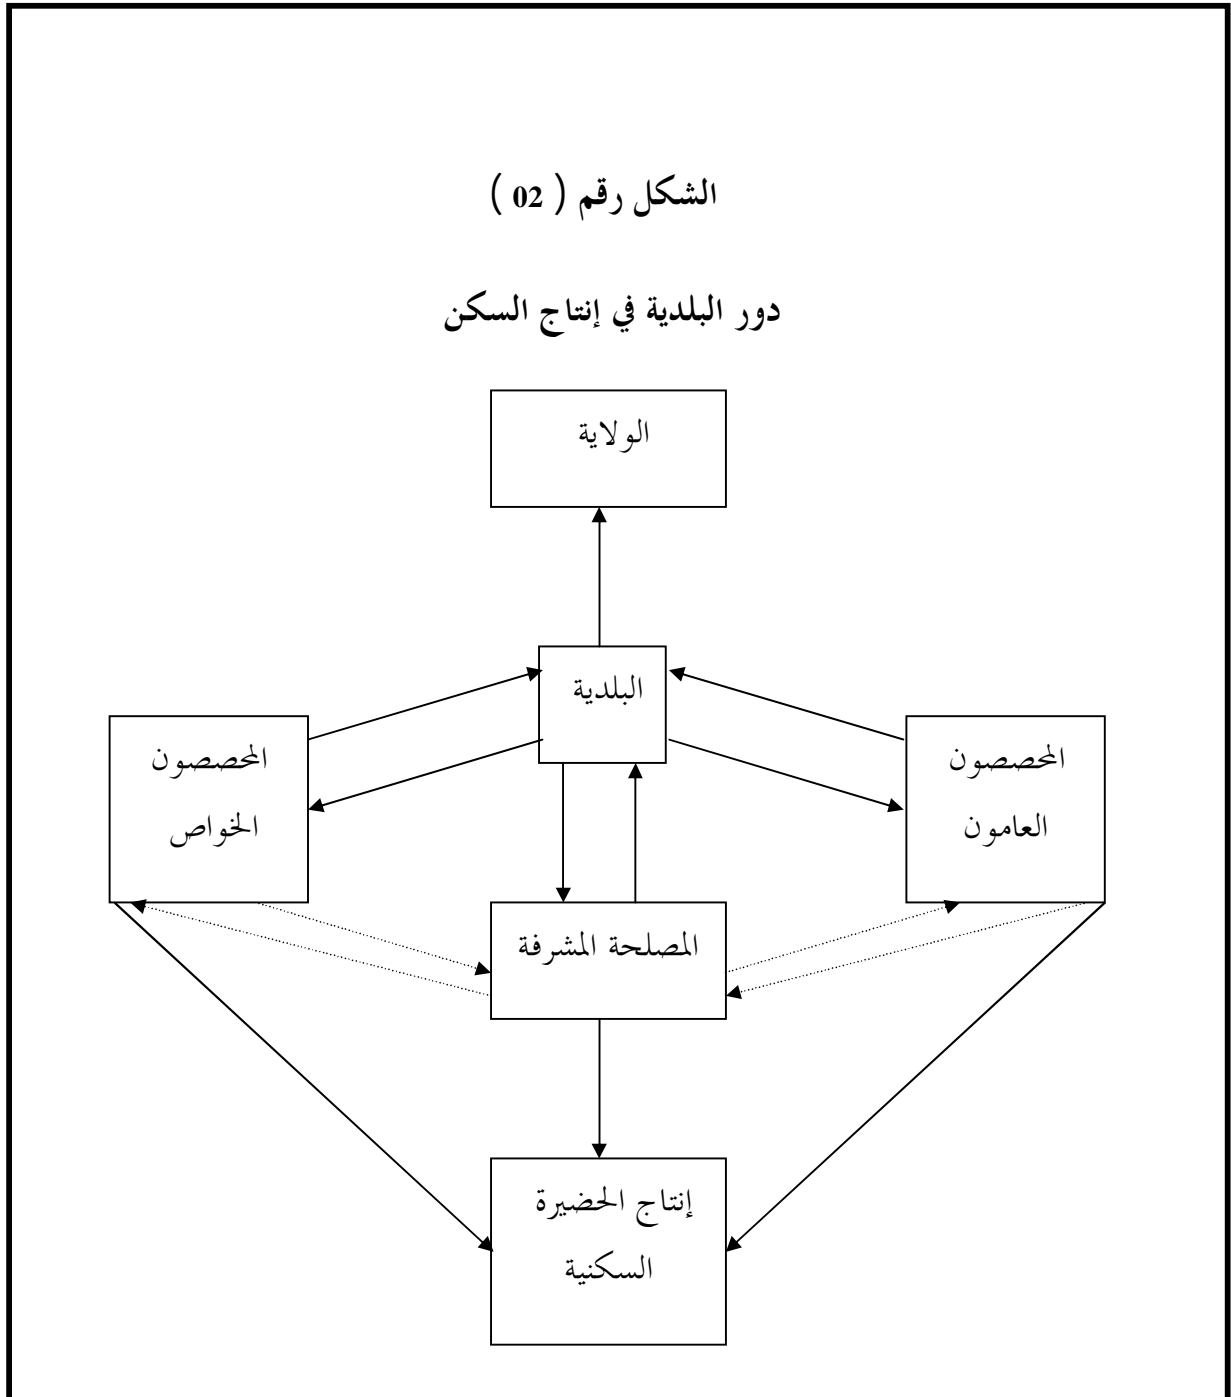 الشكل رقم ( 02 )
دور البلدية في إنتاج السكن
الولاية
البلدية
المحصصون
العامون
المحصصون
الخواص
المصلحة المشرفة
إنتاج الحضيرة
السكنية